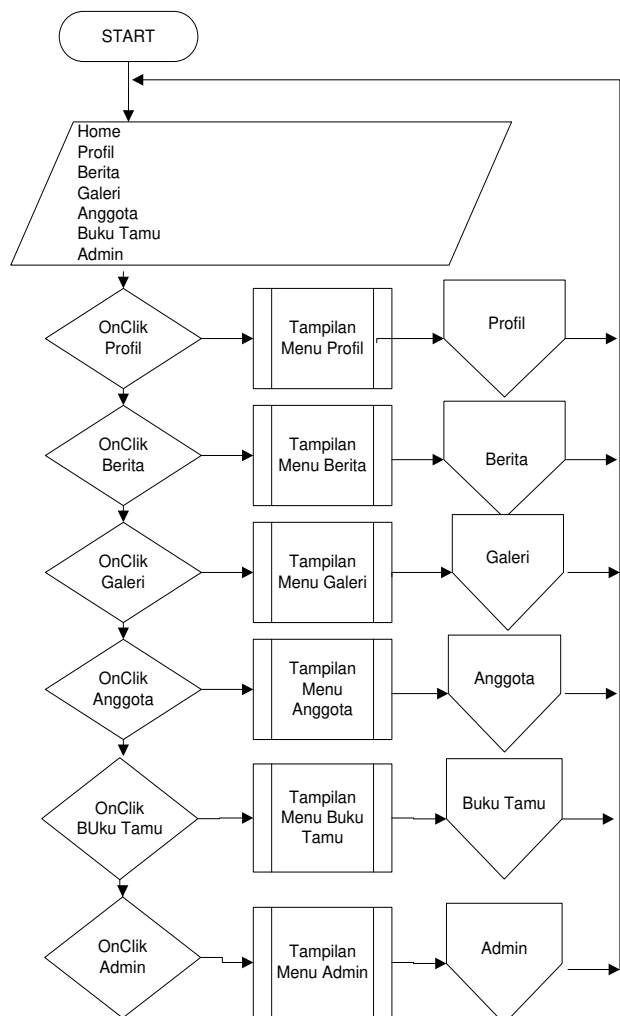 START
Home
Profil
Berita
Galeri
Anggota
Buku Tamu
Admin
OnClik
Profil
Tampilan
Menu Profil
Profil
OnClik
Berita
Tampilan
Menu Berita
Berita
OnClik
Galeri
Tampilan
Menu Galeri
Galeri
OnClik
Anggota
Tampilan
Menu
Anggota
Anggota
OnClik
BUku Tamu
Tampilan
Menu Buku
Tamu
Buku Tamu
OnClik
Admin
Tampilan
Menu Admin
Admin